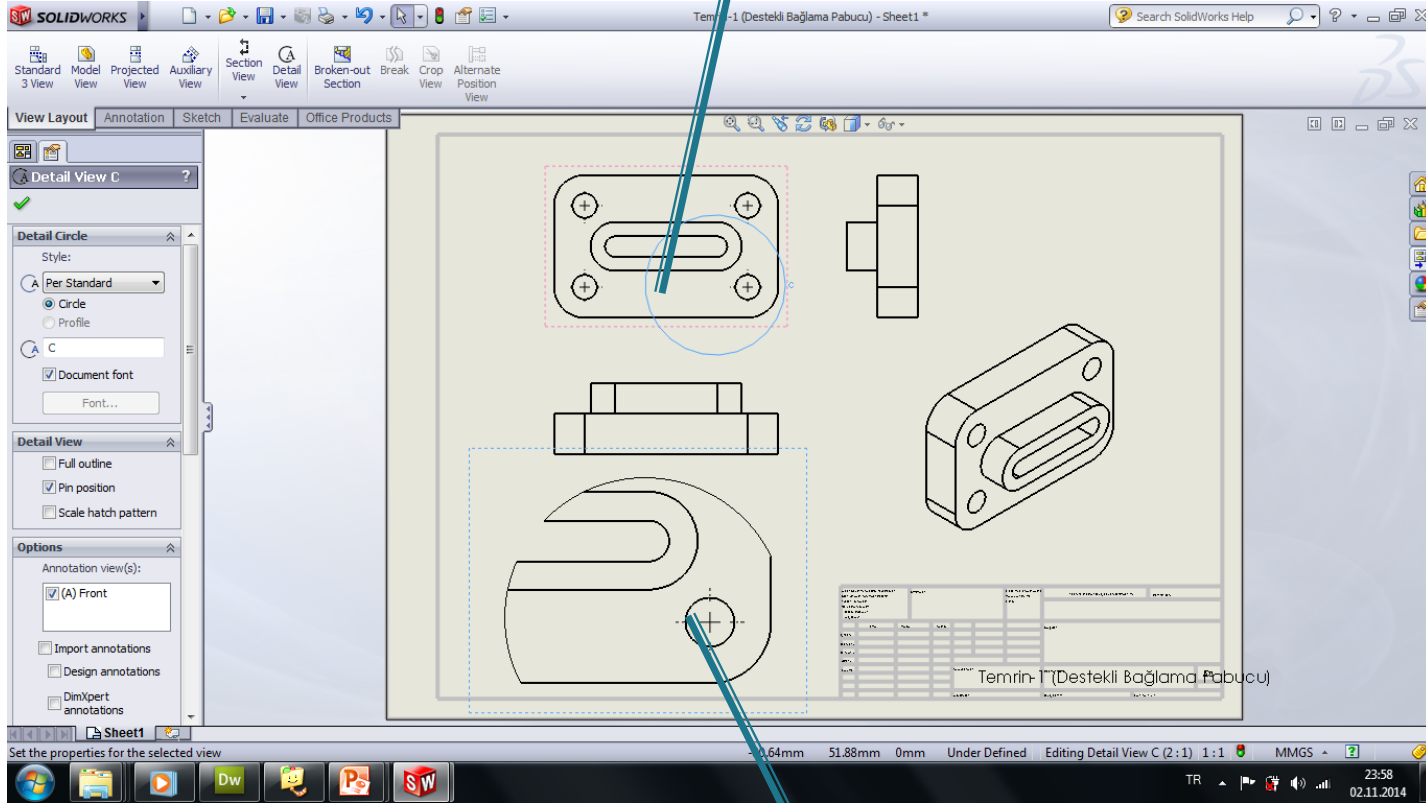 SOLIDWORKS
Temrin-1 (Destekli Bağlama Pabucu) - Sheet1 *
Search SolidWorks Help
Standard 3 View
Model View
Projected View
Auxiliary View
Section View
Detail View
Broken-out Section
Break
Crop View
Alternate Position View
View Layout Annotation Sketch Evaluate Office Products
Detail View C ?
Detail Circle
Style:
Per Standard
Circle
Profile
C
Document font
Font...
Detail View
Full outline
Pin position
Scale hatch pattern
Options
Annotation view(s):
(A) Front
Import annotations
Design annotations
DimXpert annotations
C
Temrin-1 (Destekli Bağlama Pabucu)
Sheet1
Set the properties for the selected view
51.88mm 0mm Under Defined Editing Detail View C (2:1) 1:1 MMGS
Dw
TR
23:58
02.11.2014